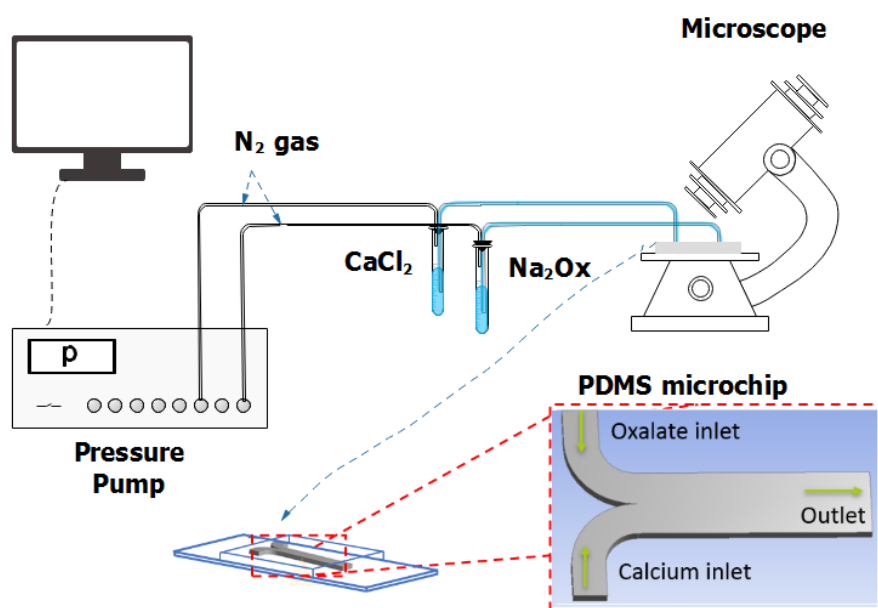 Microscope
N₂ gas
CaCl₂
Na₂Ox
p
Pressure
Pump
PDMS microchip
Oxalate inlet
Outlet
Calcium inlet